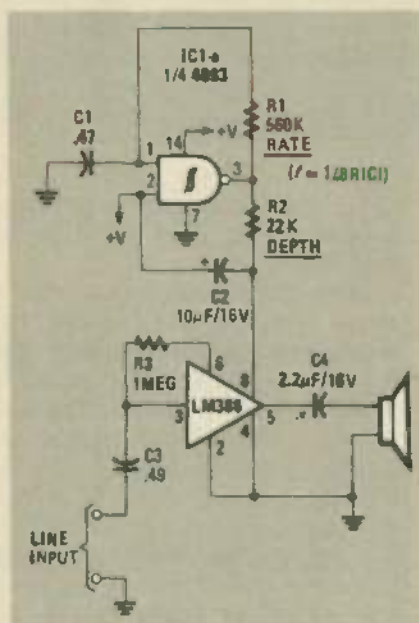 IC1-a
1/4 4093
C1
.47
R1
560K
RATE
+V
14
1
2
3
7
(f = 1/.8R1C1)
R2
22K
DEPTH
+V
+
C2
10µF/16V
R3
1MEG
6
8
LM386
3
5
4
2
C4
2.2µF/16V
+
C3
.49
LINE
INPUT